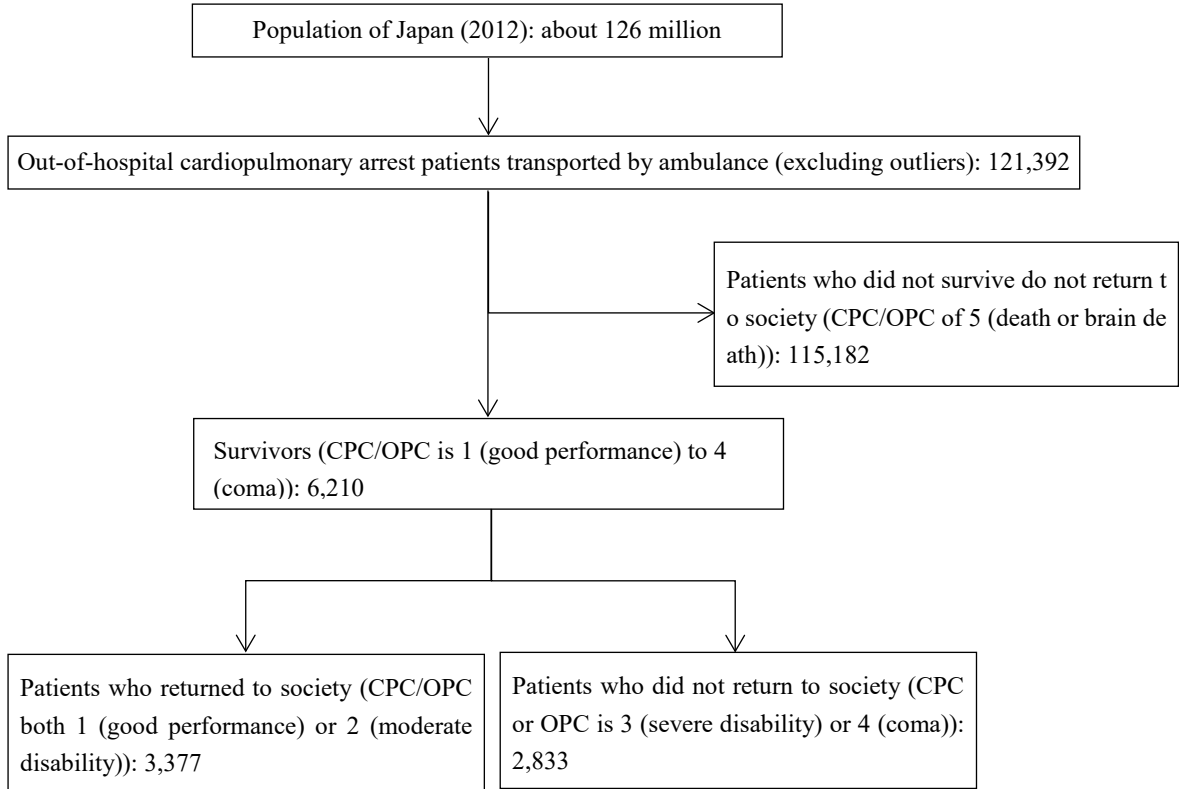 Population of Japan (2012): about 126 million
Out-of-hospital cardiopulmonary arrest patients transported by ambulance (excluding outliers): 121,392
Patients who did not survive do not return t
o society (CPC/OPC of 5 (death or brain de
ath)): 115,182
Survivors (CPC/OPC is 1 (good performance) to 4
(coma)): 6,210
Patients who returned to society (CPC/OPC
both 1 (good performance) or 2 (moderate
disability)): 3,377
Patients who did not return to society (CPC
or OPC is 3 (severe disability) or 4 (coma)):
2,833